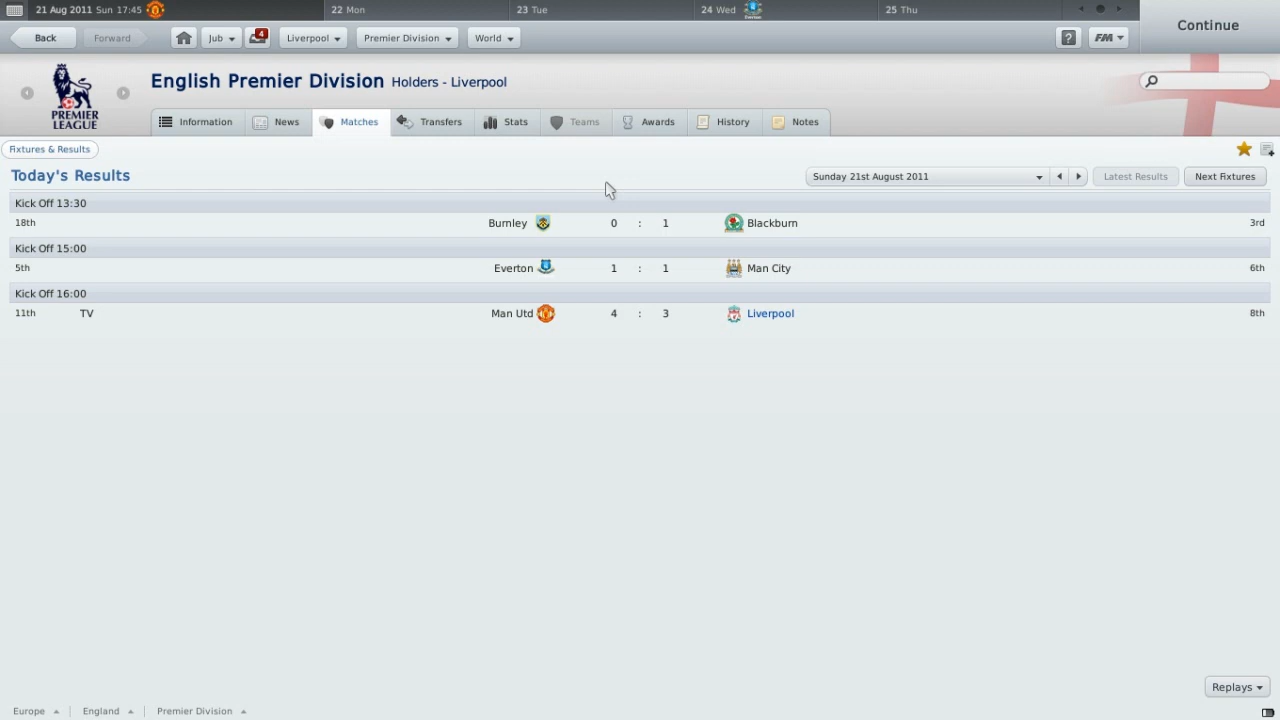 21 Aug 2011 Sun 17:45 22 Mon 23 Tue 24 Wed Everton 25 Thu
Continue
Back Forward Jub 4 Liverpool Premier Division World ? FM
English Premier Division Holders - Liverpool
PREMIER LEAGUE
Information News Matches Transfers Stats Teams Awards History Notes
Fixtures & Results
Today's Results Sunday 21st August 2011 Latest Results Next Fixtures
Kick Off 13:30
18th Burnley 0 : 1 Blackburn 3rd
Kick Off 15:00
5th Everton 1 : 1 Man City 6th
Kick Off 16:00
11th TV Man Utd 4 : 3 Liverpool 8th
Replays
Europe England Premier Division